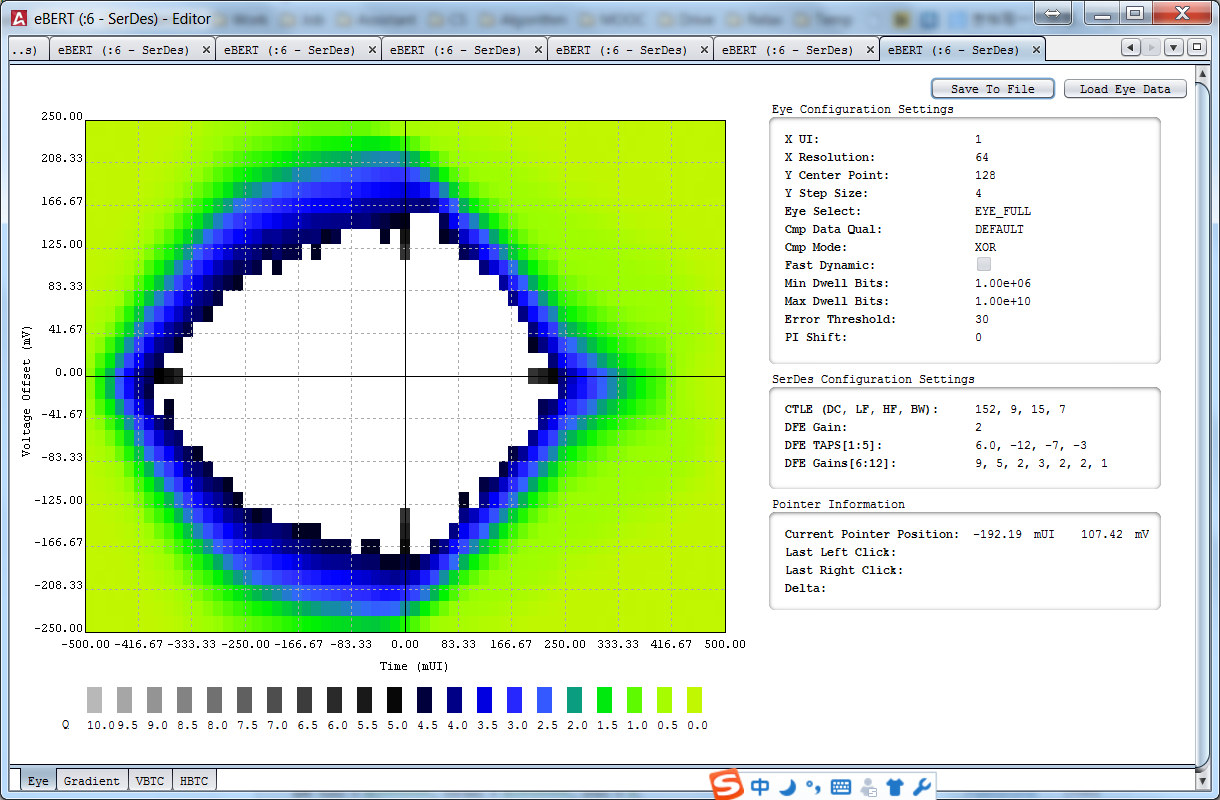 eBERT (:6 - SerDes) - Editor
..s) eBERT (:6 - SerDes) eBERT (:6 - SerDes) eBERT (:6 - SerDes) eBERT (:6 - SerDes) eBERT (:6 - SerDes) eBERT (:6 - SerDes)
Save To File Load Eye Data
Eye Configuration Settings
X UI: 1
X Resolution: 64
Y Center Point: 128
Y Step Size: 4
Eye Select: EYE_FULL
Cmp Data Qual: DEFAULT
Cmp Mode: XOR
Fast Dynamic:
Min Dwell Bits: 1.00e+06
Max Dwell Bits: 1.00e+10
Error Threshold: 30
PI Shift: 0
SerDes Configuration Settings
CTLE (DC, LF, HF, BW): 152, 9, 15, 7
DFE Gain: 2
DFE TAPS[1:5]: 6.0, -12, -7, -3
DFE Gains[6:12]: 9, 5, 2, 3, 2, 2, 1
Pointer Information
Current Pointer Position: -192.19 mUI 107.42 mV
Last Left Click:
Last Right Click:
Delta:
250.00
208.33
166.67
125.00
83.33
41.67
0.00
-41.67
-83.33
-125.00
-166.67
-208.33
-250.00
Voltage Offset (mV)
-500.00 -416.67 -333.33 -250.00 -166.67 -83.33 0.00 83.33 166.67 250.00 333.33 416.67 500.00
Time (mUI)
Q 10.0 9.5 9.0 8.5 8.0 7.5 7.0 6.5 6.0 5.5 5.0 4.5 4.0 3.5 3.0 2.5 2.0 1.5 1.0 0.5 0.0
Eye Gradient VBTC HBTC
中